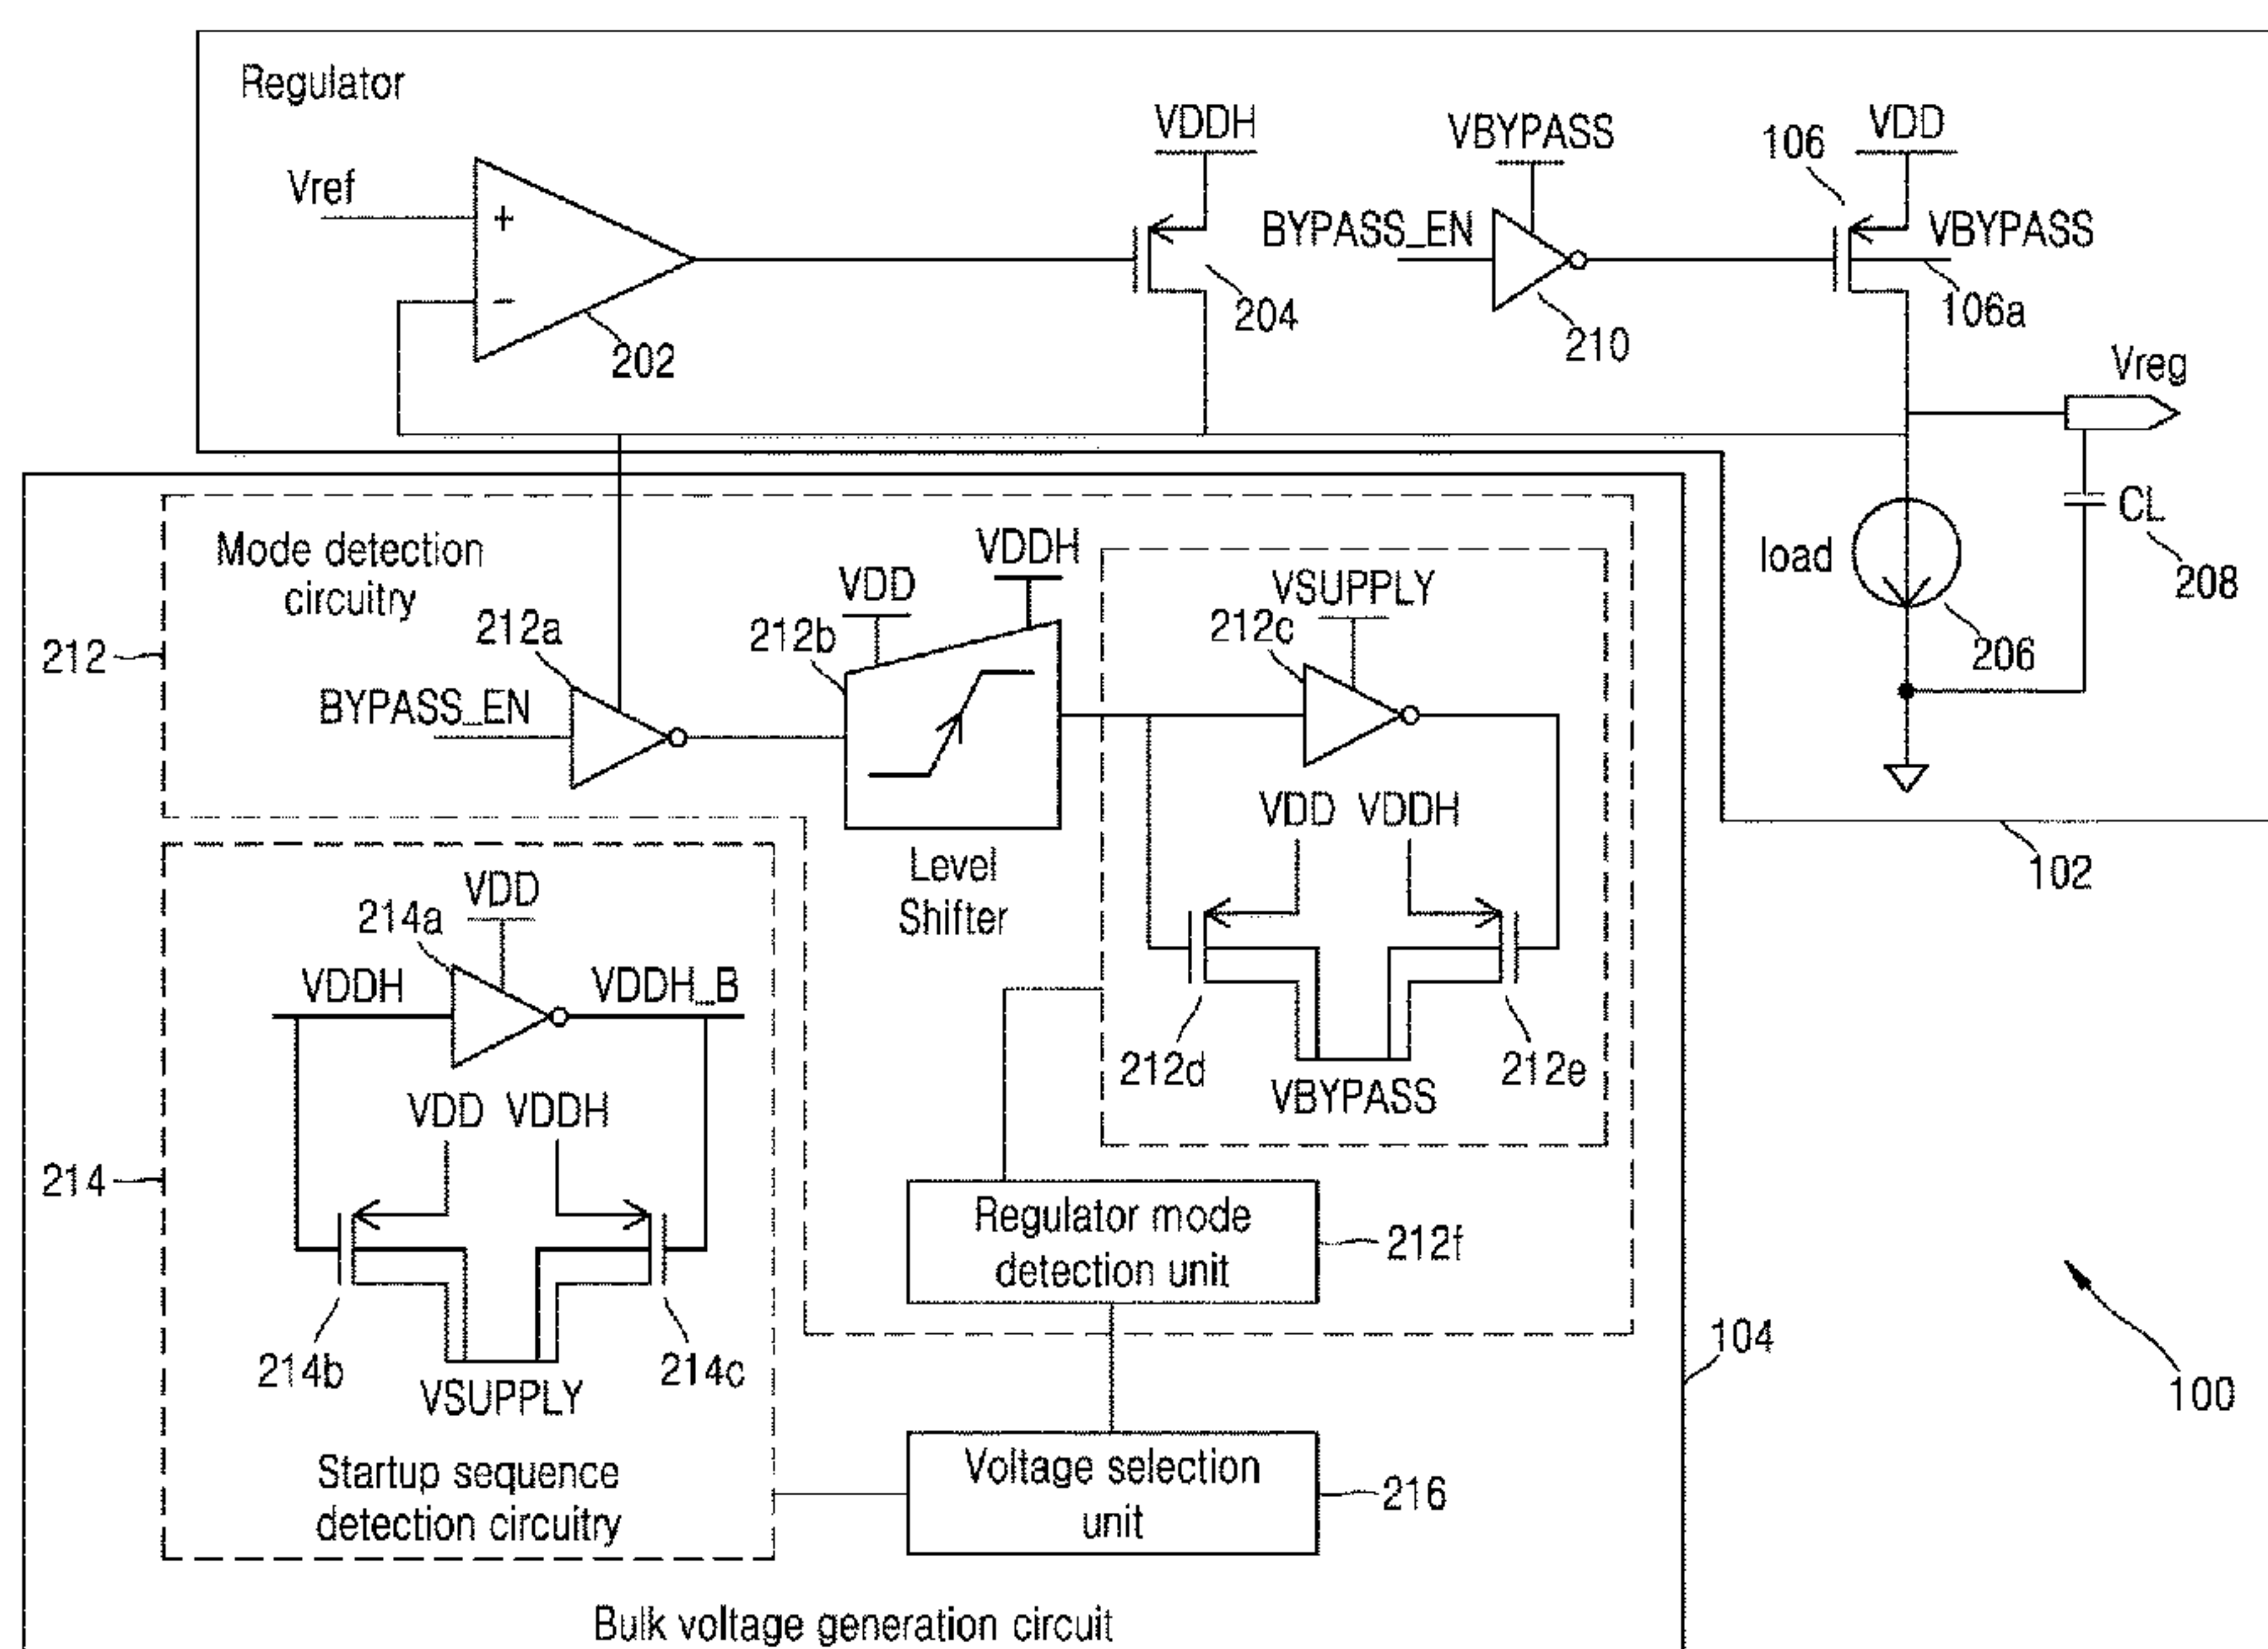 Regulator
VDDH
VBYPASS
106
VDD
Vref
+
BYPASS_EN
VBYPASS
−
204
106a
202
210
Vreg
Mode detection
circuitry
VDDH
VDD
CL
load
208
212a
212b
VSUPPLY
212c
212
206
BYPASS_EN
VDD VDDH
Level
Shifter
102
VDD
214a
VDDH
VDDH_B
212d
212e
VBYPASS
VDD VDDH
214
Regulator mode
detection unit
212f
104
214b
214c
VSUPPLY
100
Startup sequence
detection circuitry
Voltage selection
unit
216
Bulk voltage generation circuit